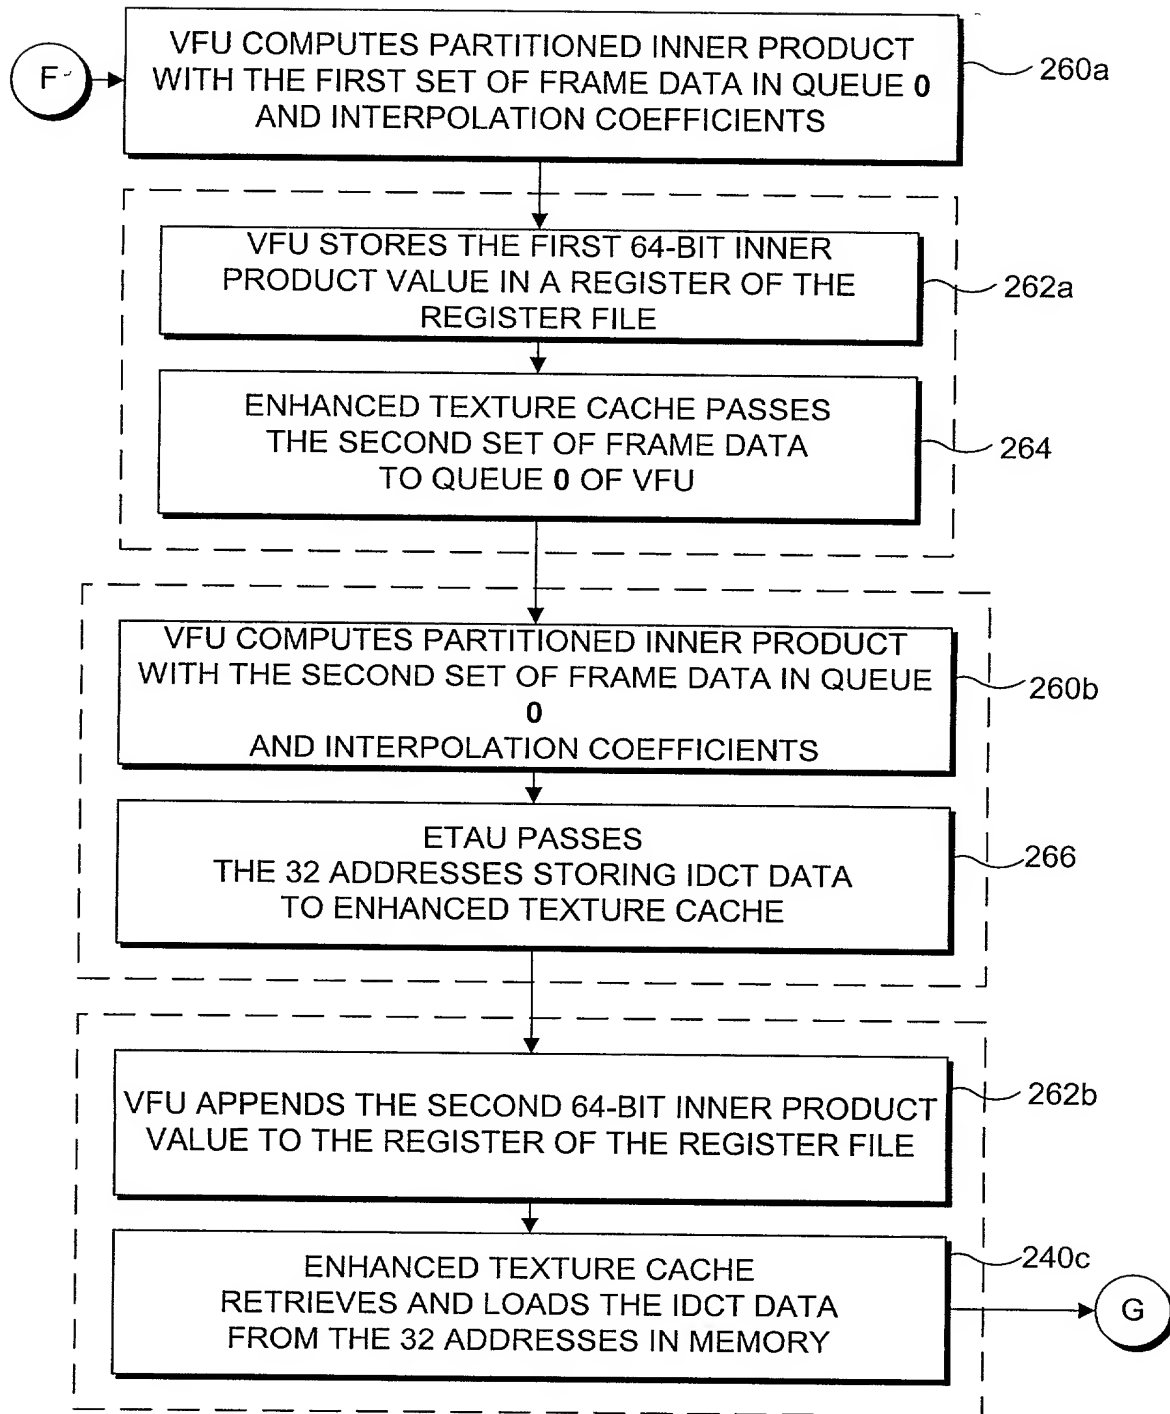 F
VFU COMPUTES PARTITIONED INNER PRODUCT
WITH THE FIRST SET OF FRAME DATA IN QUEUE 0
AND INTERPOLATION COEFFICIENTS
260a
VFU STORES THE FIRST 64-BIT INNER
PRODUCT VALUE IN A REGISTER OF THE
REGISTER FILE
262a
ENHANCED TEXTURE CACHE PASSES
THE SECOND SET OF FRAME DATA
TO QUEUE 0 OF VFU
264
VFU COMPUTES PARTITIONED INNER PRODUCT
WITH THE SECOND SET OF FRAME DATA IN QUEUE
0
AND INTERPOLATION COEFFICIENTS
260b
ETAU PASSES
THE 32 ADDRESSES STORING IDCT DATA
TO ENHANCED TEXTURE CACHE
266
VFU APPENDS THE SECOND 64-BIT INNER PRODUCT
VALUE TO THE REGISTER OF THE REGISTER FILE
262b
ENHANCED TEXTURE CACHE
RETRIEVES AND LOADS THE IDCT DATA
FROM THE 32 ADDRESSES IN MEMORY
240c
G